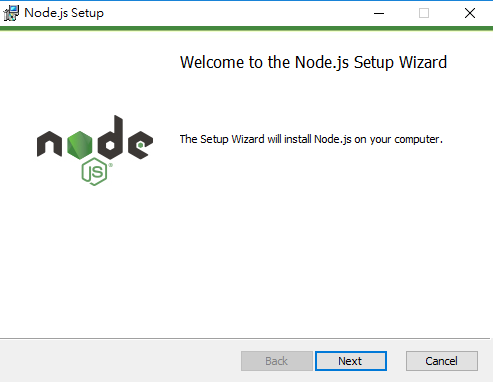 Node.js Setup
Welcome to the Node.js Setup Wizard
The Setup Wizard will install Node.js on your computer.
node
JS®
Back Next Cancel